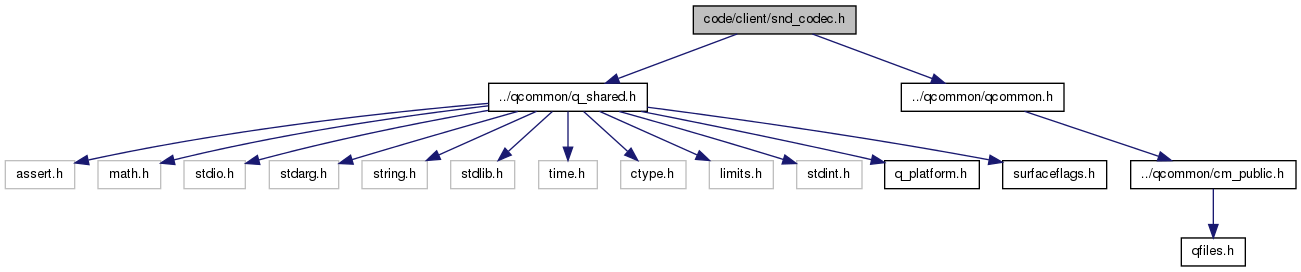 code/client/snd_codec.h
../qcommon/q_shared.h
../qcommon/qcommon.h
assert.h
math.h
stdio.h
stdarg.h
string.h
stdlib.h
time.h
ctype.h
limits.h
stdint.h
q_platform.h
surfaceflags.h
../qcommon/cm_public.h
qfiles.h